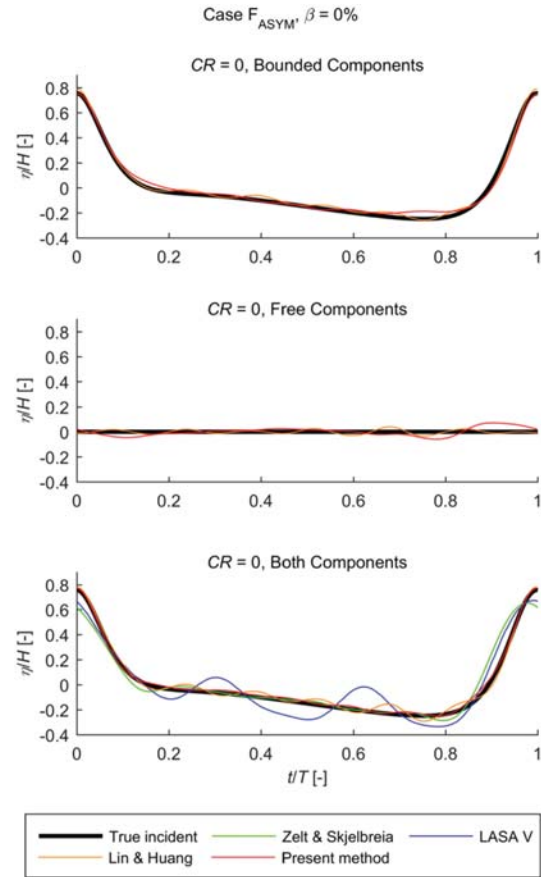 Case F_ASYM, β = 0%
CR = 0, Bounded Components
0.8
0.6
0.4
0.2
0
-0.2
-0.4
η/H [-]
0 0.2 0.4 0.6 0.8 1
CR = 0, Free Components
0.8
0.6
0.4
0.2
0
-0.2
-0.4
η/H [-]
0 0.2 0.4 0.6 0.8 1
CR = 0, Both Components
0.8
0.6
0.4
0.2
0
-0.2
-0.4
η/H [-]
0 0.2 0.4 0.6 0.8 1
t/T [-]
True incident Zelt & Skjelbreia LASA V
Lin & Huang Present method